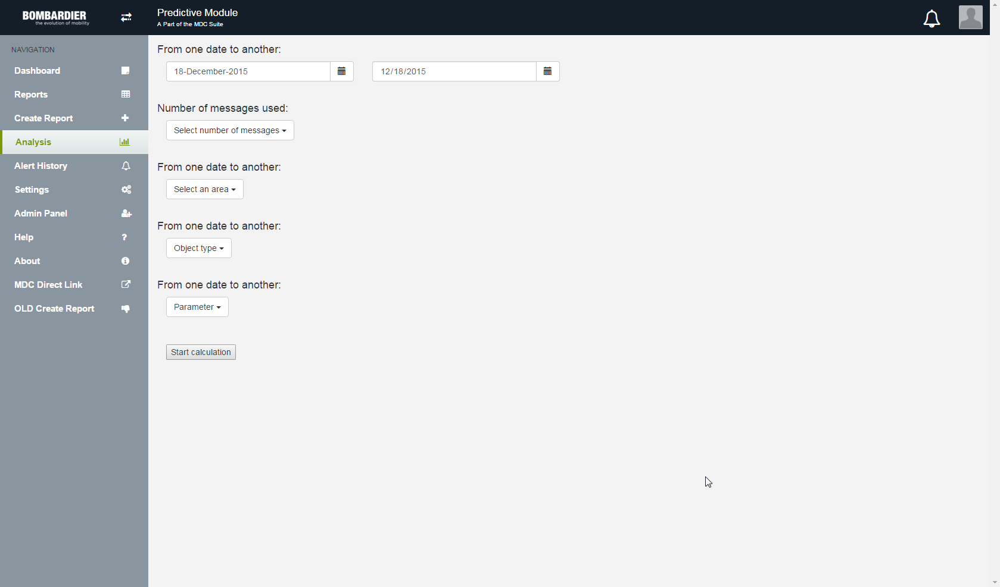 BOMBARDIER
the evolution of mobility
Predictive Module
A Part of the MDC Suite
NAVIGATION
Dashboard
Reports
Create Report
Analysis
Alert History
Settings
Admin Panel
Help
About
MDC Direct Link
OLD Create Report
From one date to another:
18-December-2015
12/18/2015
Number of messages used:
Select number of messages
From one date to another:
Select an area
From one date to another:
Object type
From one date to another:
Parameter
Start calculation